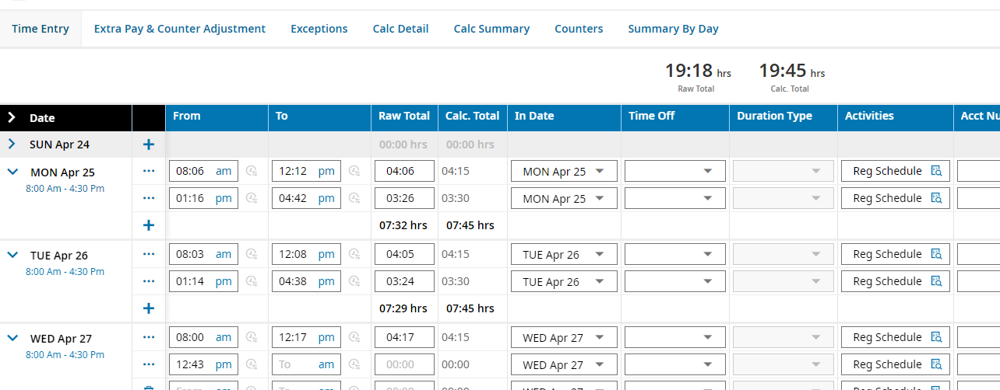 Time Entry Extra Pay & Counter Adjustment Exceptions Calc Detail Calc Summary Counters Summary By Day
19:18 hrs 19:45 hrs
Raw Total Calc. Total
Date From To Raw Total Calc. Total In Date Time Off Duration Type Activities Acct Nu
SUN Apr 24 + 00:00 hrs 00:00 hrs
MON Apr 25 ... 08:06 am 12:12 pm 04:06 04:15 MON Apr 25 Reg Schedule
8:00 Am - 4:30 Pm
... 01:16 pm 04:42 pm 03:26 03:30 MON Apr 25 Reg Schedule
+ 07:32 hrs 07:45 hrs
TUE Apr 26 ... 08:03 am 12:08 pm 04:05 04:15 TUE Apr 26 Reg Schedule
8:00 Am - 4:30 Pm
... 01:14 pm 04:38 pm 03:24 03:30 TUE Apr 26 Reg Schedule
+ 07:29 hrs 07:45 hrs
WED Apr 27 ... 08:00 am 12:17 pm 04:17 04:15 WED Apr 27 Reg Schedule
8:00 Am - 4:30 Pm
... 12:43 pm To am 00:00 00:00 WED Apr 27 Reg Schedule